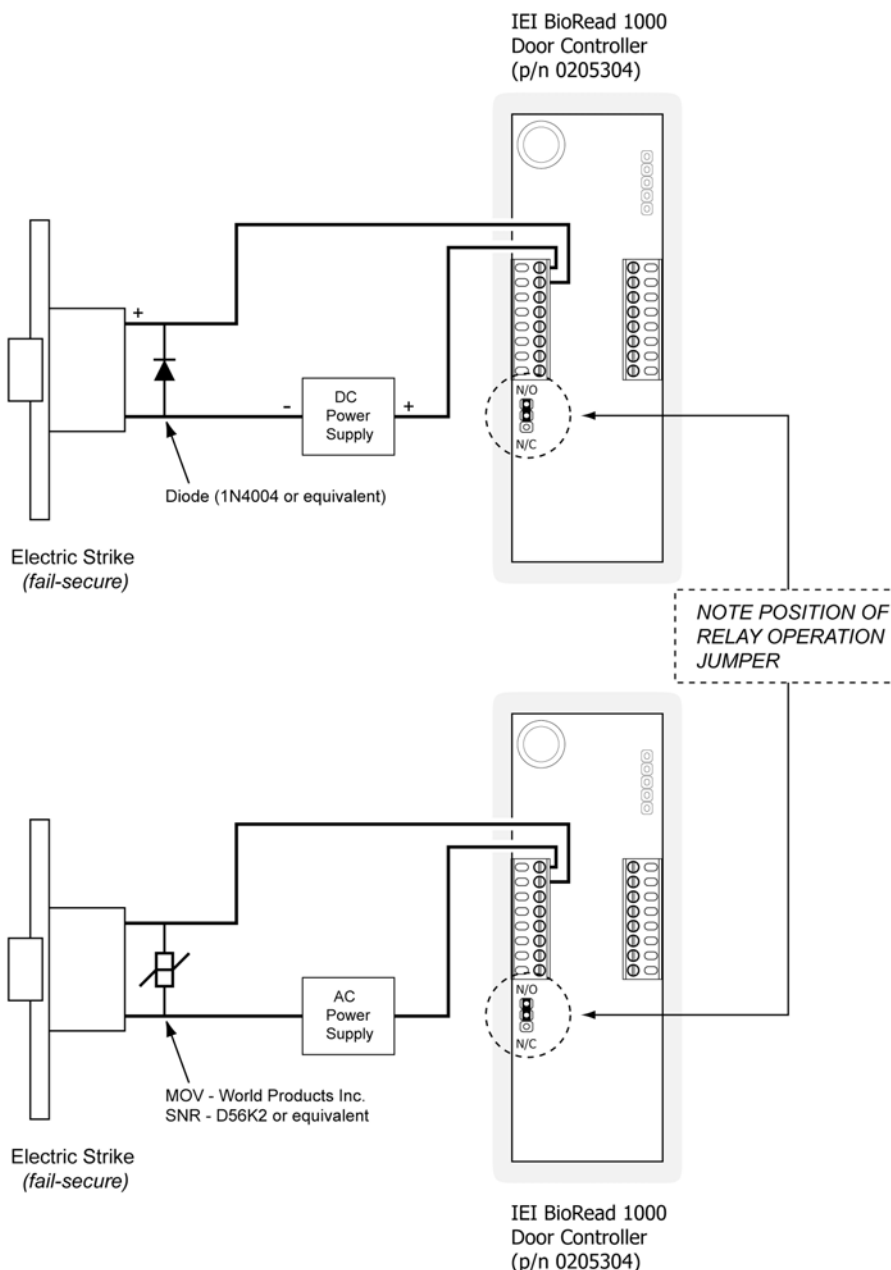 IEI BioRead 1000
Door Controller
(p/n 0205304)
+
-
DC
Power
Supply
+
N/O
N/C
Diode (1N4004 or equivalent)
Electric Strike
(fail-secure)
NOTE POSITION OF
RELAY OPERATION
JUMPER
AC
Power
Supply
N/O
N/C
MOV - World Products Inc.
SNR - D56K2 or equivalent
Electric Strike
(fail-secure)
IEI BioRead 1000
Door Controller
(p/n 0205304)